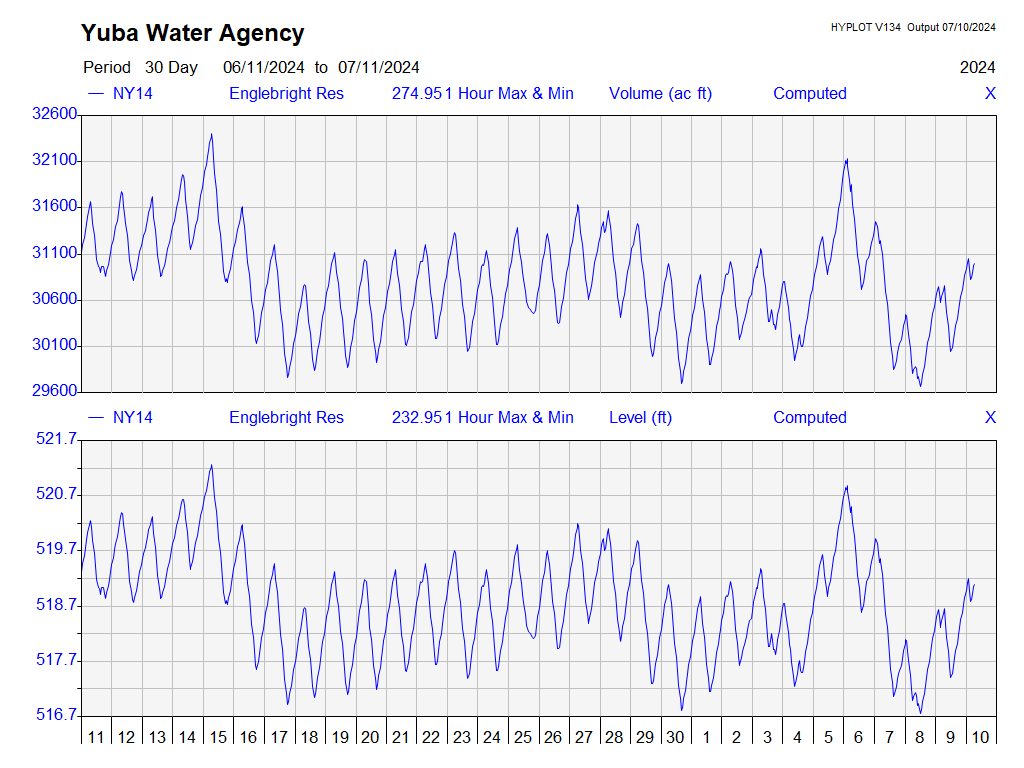 Yuba Water Agency
HYPLOT V134 Output 07/10/2024
Period 30 Day 06/11/2024 to 07/11/2024 2024
NY14 Englebright Res 274.951 Hour Max & Min Volume (ac ft) Computed X
32600
32100
31600
31100
30600
30100
29600
NY14 Englebright Res 232.951 Hour Max & Min Level (ft) Computed X
521.7
520.7
519.7
518.7
517.7
516.7
11 12 13 14 15 16 17 18 19 20 21 22 23 24 25 26 27 28 29 30 1 2 3 4 5 6 7 8 9 10